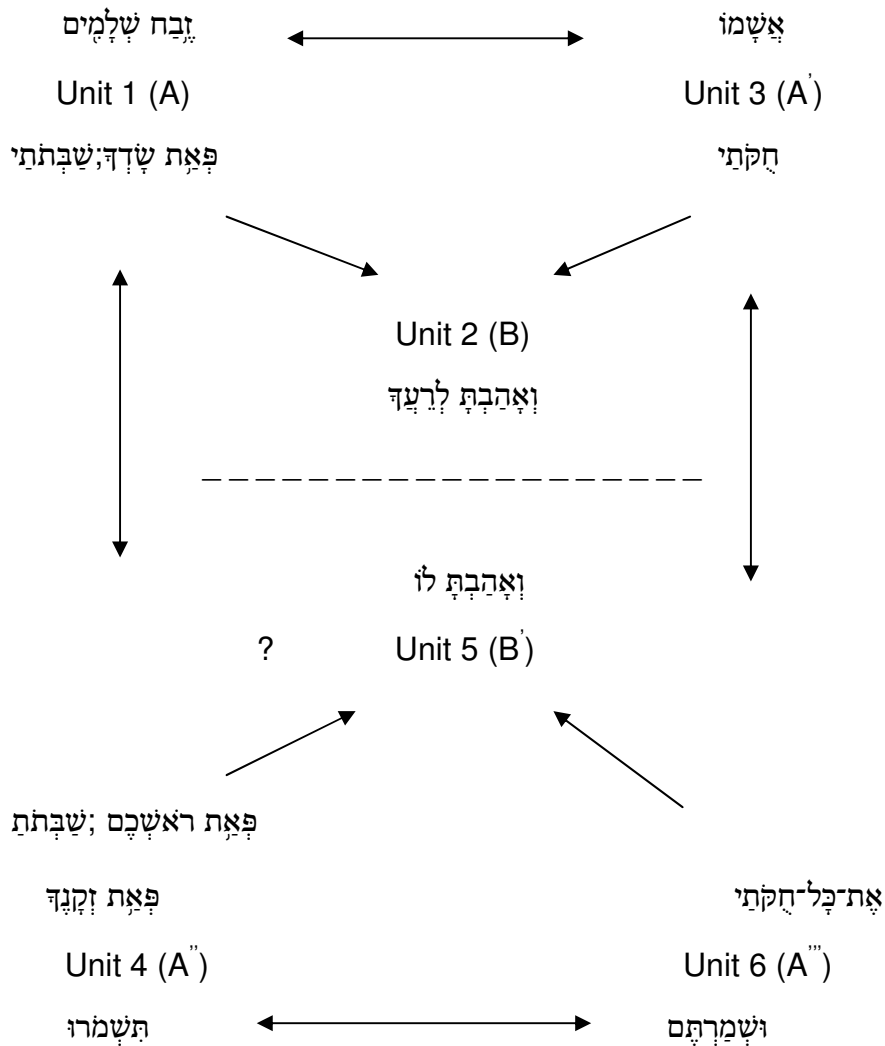 זֶ֥בַח שְׁלָמִ֖ים
אֲשָׁמוֹ
Unit 1 (A)
Unit 3 (A')
פְּאַ֥ת שָׂדְךָ; שַׁבְּתֹתַי
חֻקֹּתַי
Unit 2 (B)
וְאָהַבְתָּ לְרֵעֲךָ
וְאָהַבְתָּ לוֹ
? Unit 5 (B')
פְּאַ֥ת רֹאשְׁכֶם ;שַׁבְּתֹתַ
פְּאַ֥ת זְקָנֶךָ
אֶת־כָּל־חֻקֹּתַי
Unit 4 (A'')
Unit 6 (A''')
תִּשְׁמֹרוּ
וּשְׁמַרְתֶּם